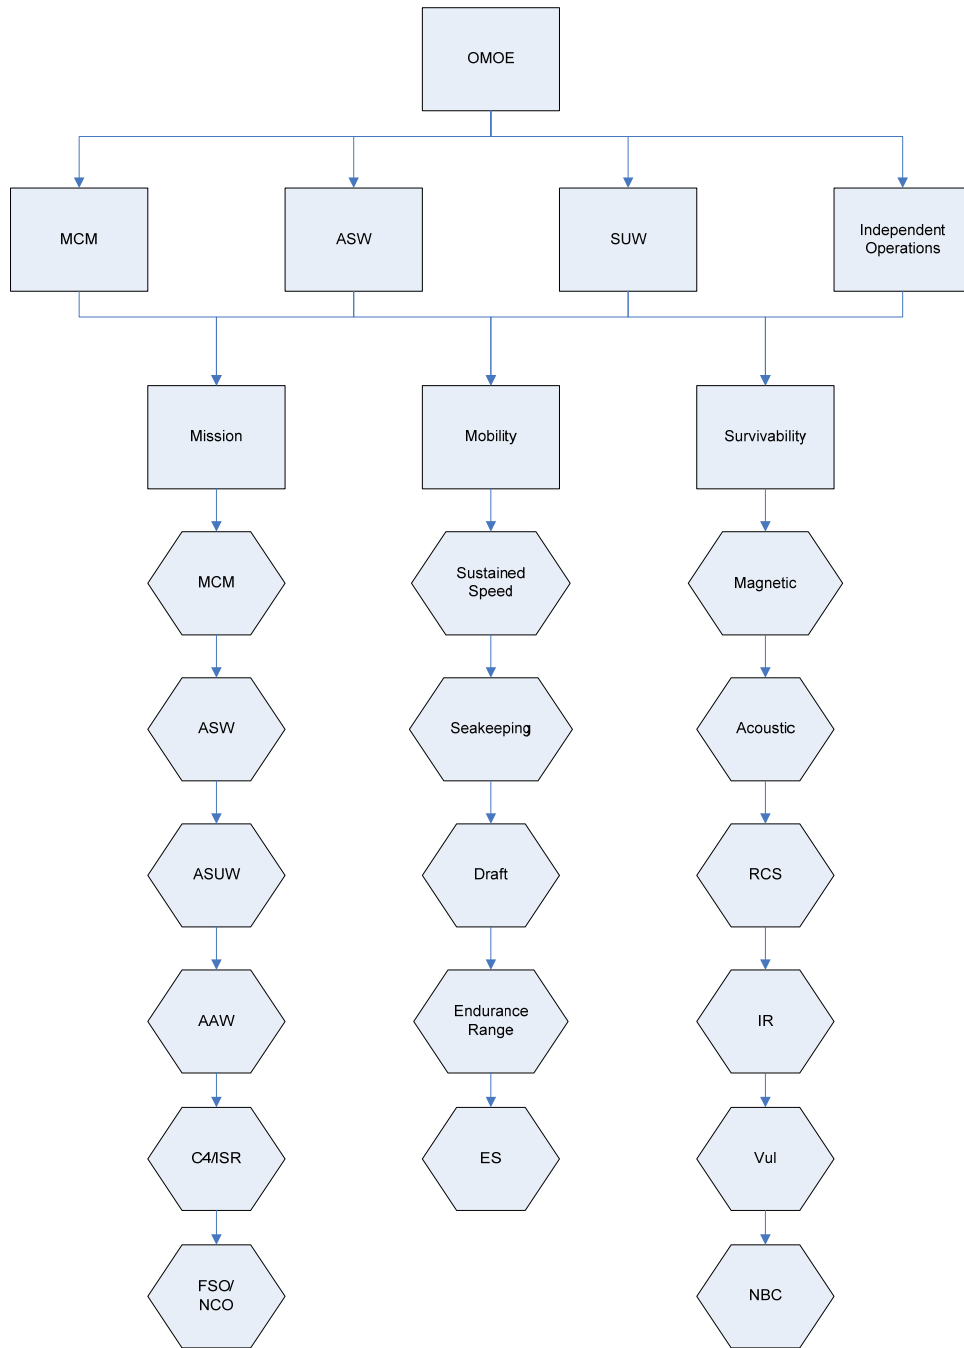 OMOE
MCM
ASW
SUW
Independent
Operations
Mission
Mobility
Survivability
MCM
Sustained
Speed
Magnetic
ASW
Seakeeping
Acoustic
ASUW
Draft
RCS
AAW
Endurance
Range
IR
C4/ISR
ES
Vul
FSO/
NCO
NBC